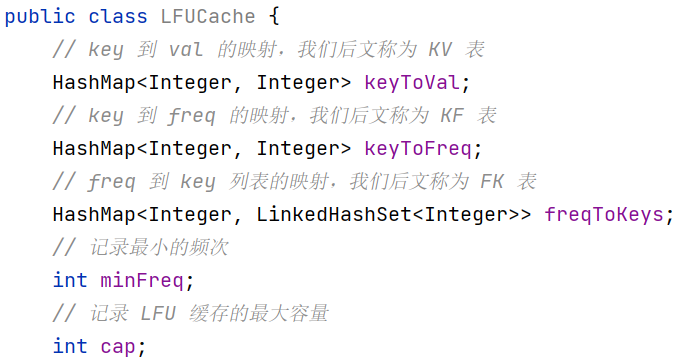 public class LFUCache {
// key 到 val 的映射，我们后文称为 KV 表
HashMap<Integer, Integer> keyToVal;
// key 到 freq 的映射，我们后文称为 KF 表
HashMap<Integer, Integer> keyToFreq;
// freq 到 key 列表的映射，我们后文称为 FK 表
HashMap<Integer, LinkedHashSet<Integer>> freqToKeys;
// 记录最小的频次
int minFreq;
// 记录 LFU 缓存的最大容量
int cap;